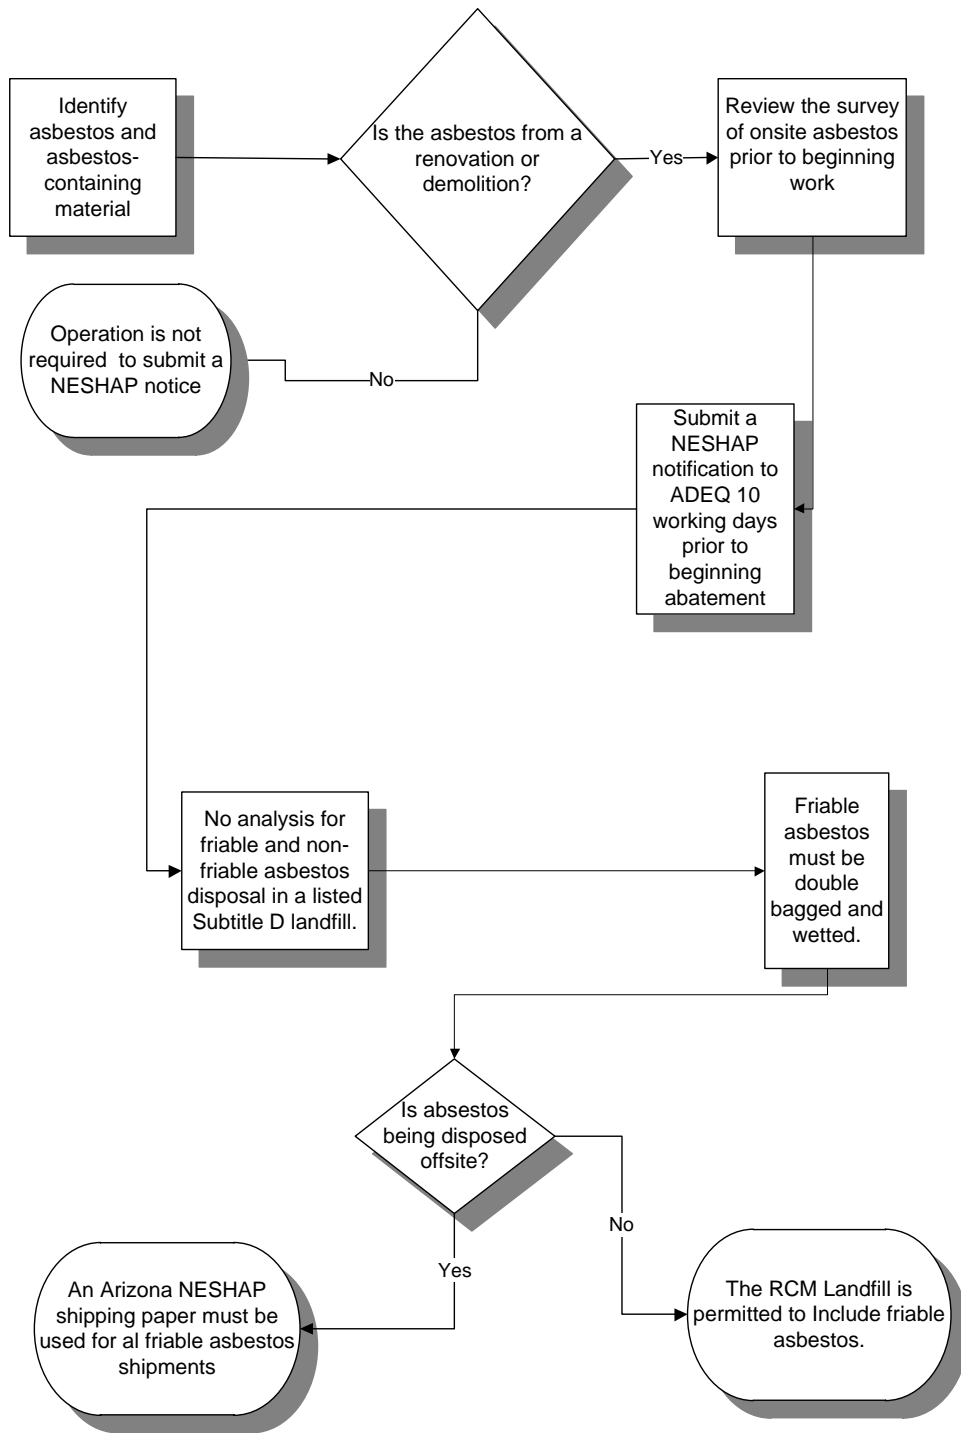 Identify
asbestos and
asbestos-
containing
material
Is the asbestos from a
renovation or
demolition?
Yes
Review the survey
of onsite asbestos
prior to beginning
work
Operation is not
required to submit a
NESHAP notice
No
Submit a
NESHAP
notification to
ADEQ 10
working days
prior to
beginning
abatement
No analysis for
friable and non-
friable asbestos
disposal in a listed
Subtitle D landfill.
Friable
asbestos
must be
double
bagged and
wetted.
Is absestos
being disposed
offsite?
No
Yes
An Arizona NESHAP
shipping paper must be
used for al friable asbestos
shipments
The RCM Landfill is
permitted to Include friable
asbestos.